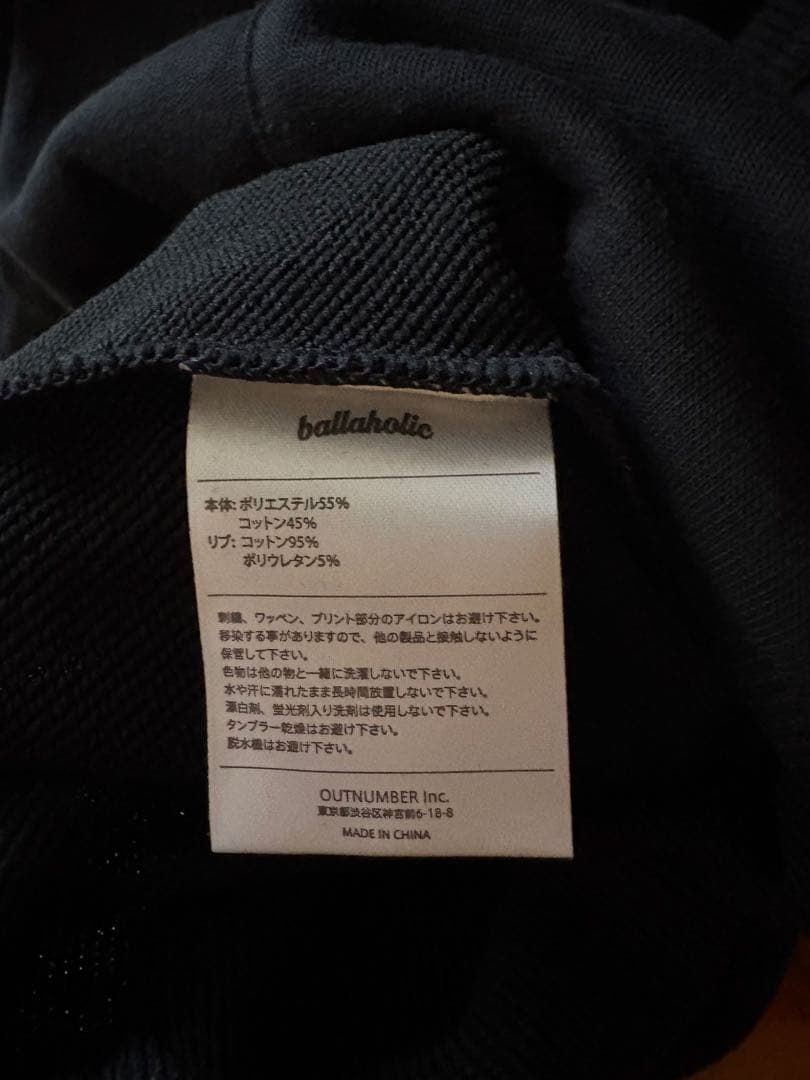 ballaholic
本体: ポリエステル55%
コットン45%
リブ: コットン95%
ポリウレタン5%
刺繍、ワッペン、プリント部分のアイロンはお避け下さい。
移染する事がありますので、他の製品と接触しないように
保管して下さい。
色物は他の物と一緒に洗濯しないで下さい。
水や汗に濡れたまま長時間放置しないで下さい。
漂白剤、蛍光剤入り洗剤は使用しないで下さい。
タンブラー乾燥はお避け下さい。
脱水機はお避け下さい。
OUTNUMBER Inc.
東京都渋谷区神宮前6-18-8
MADE IN CHINA